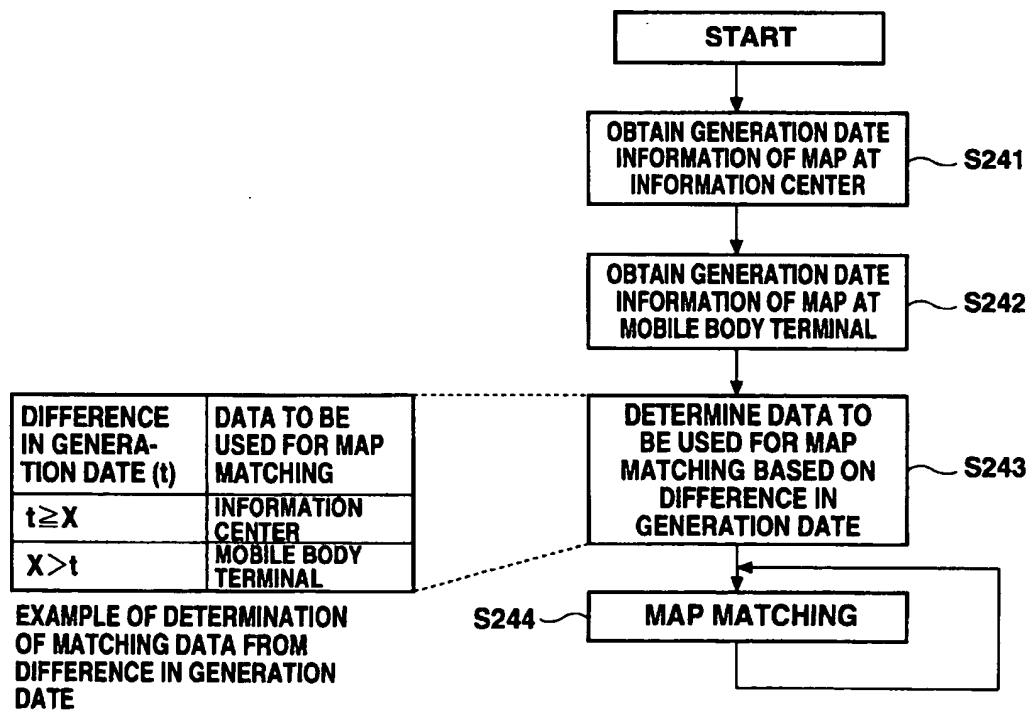 START
OBTAIN GENERATION DATE
INFORMATION OF MAP AT
INFORMATION CENTER
S241
OBTAIN GENERATION DATE
INFORMATION OF MAP AT
MOBILE BODY TERMINAL
S242
DETERMINE DATA TO
BE USED FOR MAP
MATCHING BASED ON
DIFFERENCE IN
GENERATION DATE
S243
DIFFERENCE
IN GENERA-
TION DATE (t)
DATA TO BE
USED FOR MAP
MATCHING
t≧X
INFORMATION
CENTER
X>t
MOBILE BODY
TERMINAL
EXAMPLE OF DETERMINATION
OF MATCHING DATA FROM
DIFFERENCE IN GENERATION
DATE
S244
MAP MATCHING